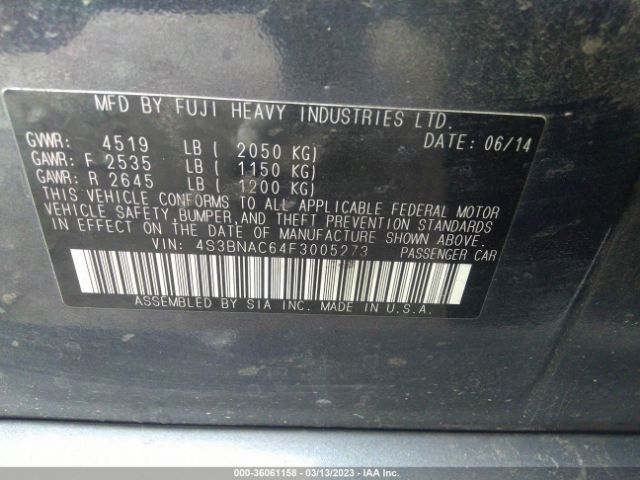 MFD BY FUJI HEAVY INDUSTRIES LTD.
GVWR: 4519 LB ( 2050 KG) DATE: 06/14
GAWR: F 2535 LB ( 1150 KG)
GAWR: R 2645 LB ( 1200 KG)
THIS VEHICLE CONFORMS TO ALL APPLICABLE FEDERAL MOTOR
VEHICLE SAFETY, BUMPER, AND THEFT PREVENTION STANDARDS
IN EFFECT ON THE DATE OF MANUFACTURE SHOWN ABOVE.
VIN: 4S3BNAC64F3005273 PASSENGER CAR
ASSEMBLED BY SIA INC. MADE IN U.S.A.
000-36061158 - 03/13/2023 - IAA Inc.